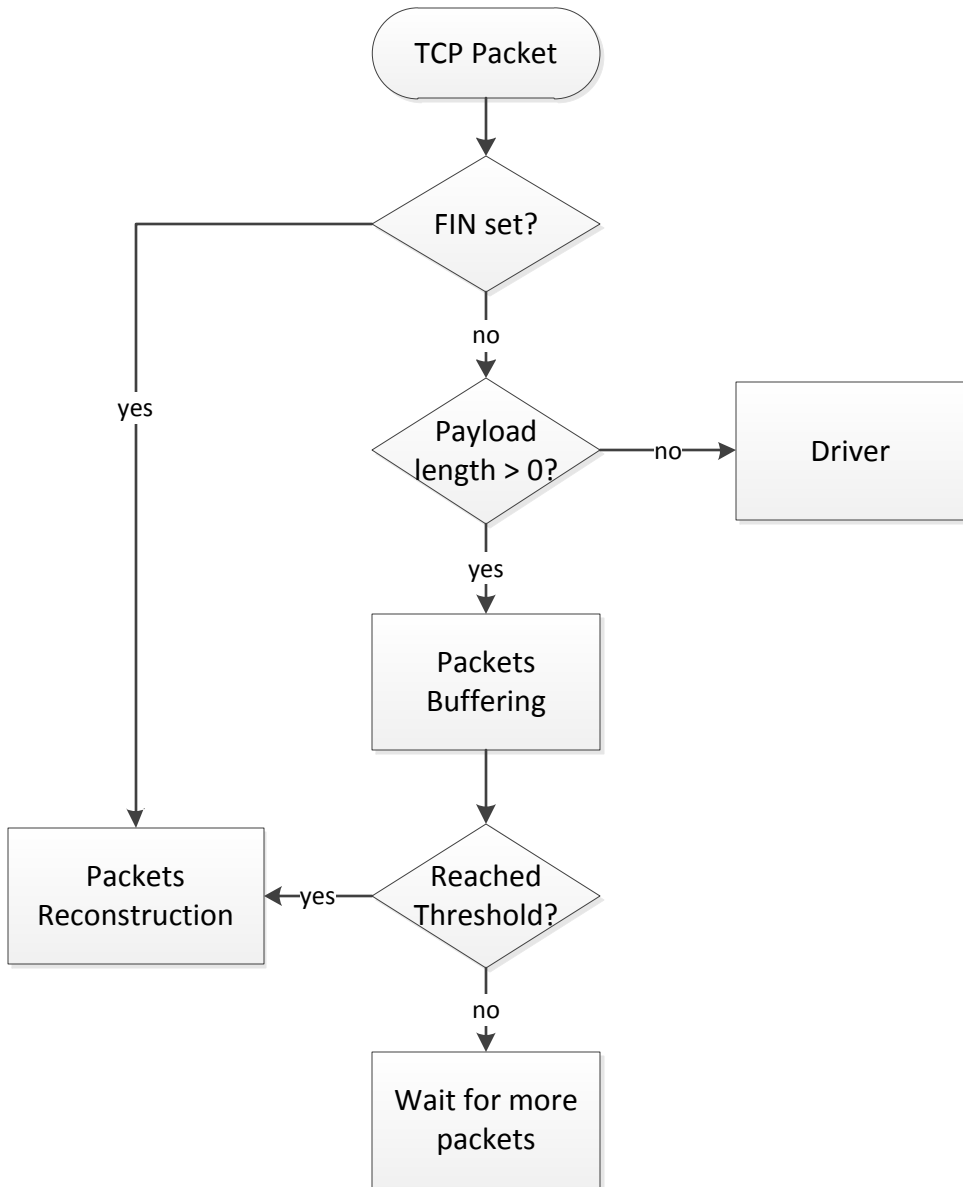 TCP Packet
FIN set?
no
yes
Payload
length > 0?
no
Driver
yes
Packets
Buffering
Reached
Threshold?
yes
Packets
Reconstruction
no
Wait for more
packets